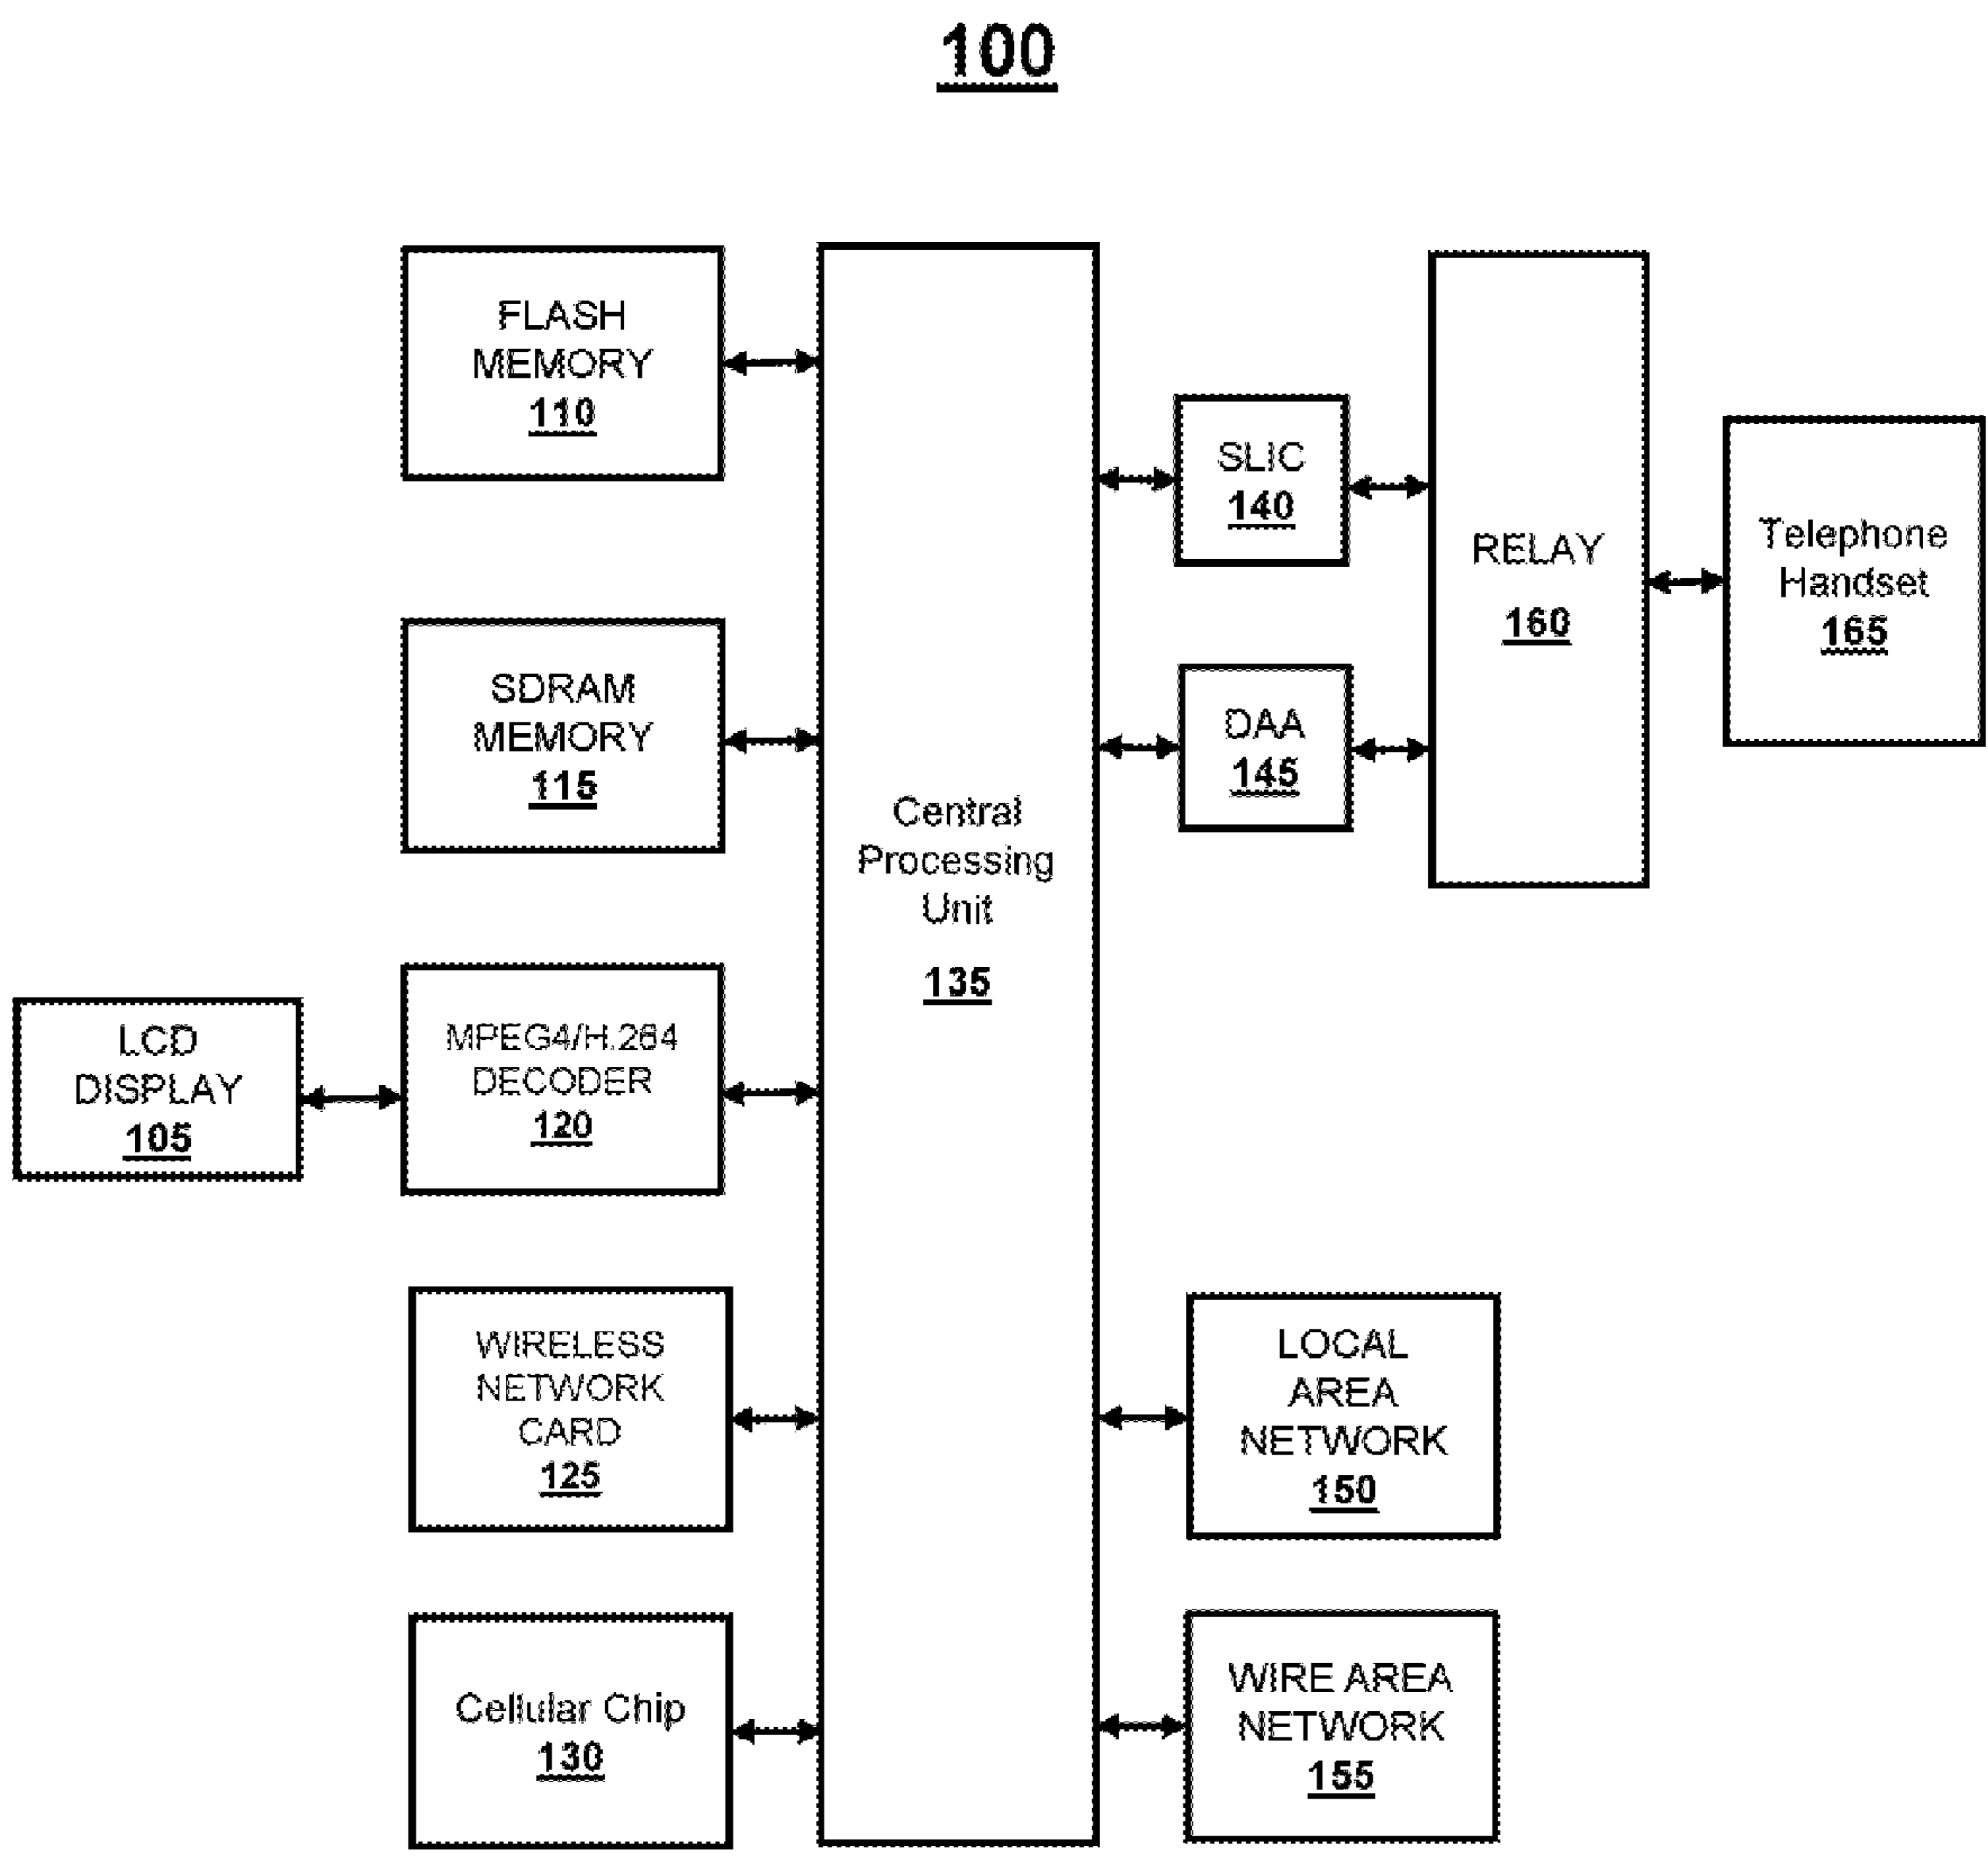 100
FLASH
MEMORY
110
SDRAM
MEMORY
115
LCD
DISPLAY
105
MPEG4/H.264
DECODER
120
WIRELESS
NETWORK
CARD
125
Cellular Chip
130
Central
Processing
Unit
135
SLIC
140
DAA
145
RELAY
160
Telephone
Handset
165
LOCAL
AREA
NETWORK
150
WIRE AREA
NETWORK
155